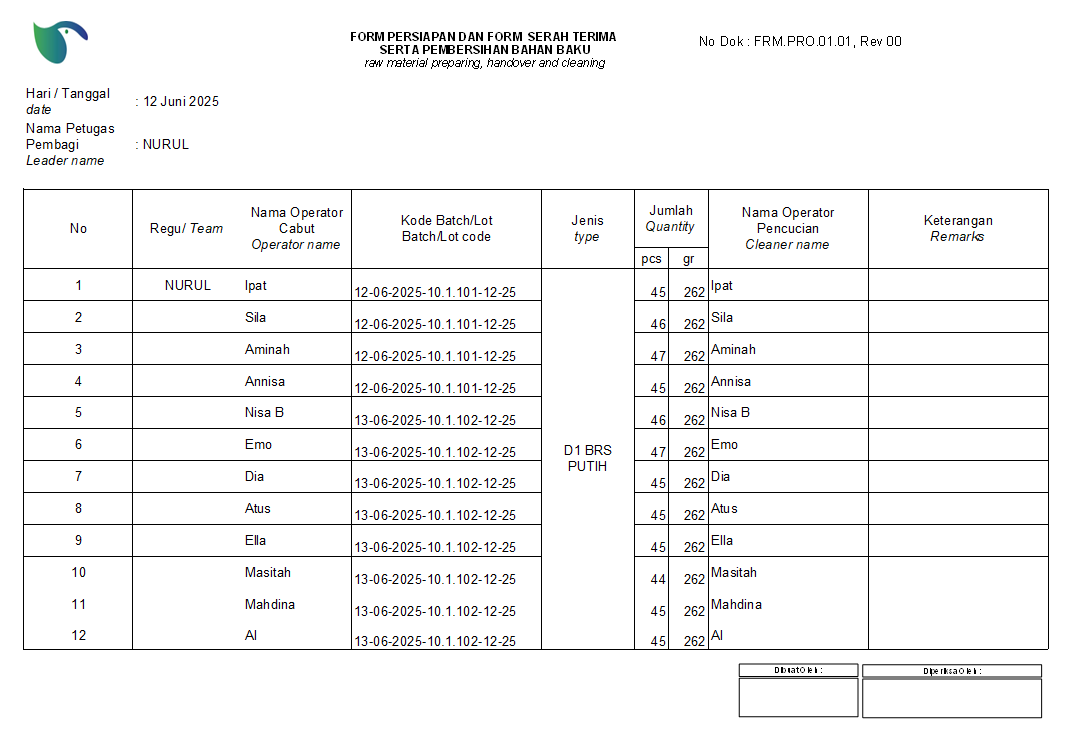 FORM PERSIAPAN DAN FORM SERAH TERIMA
SERTA PEMBERSIHAN BAHAN BAKU
raw material preparing, handover and cleaning
No Dok : FRM.PRO.01.01, Rev 00
Hari / Tanggal
date
: 12 Juni 2025
Nama Petugas
Pembagi
Leader name
: NURUL
No
Regu/ Team
Nama Operator
Cabut
Operator name
Kode Batch/Lot
Batch/Lot code
Jenis
type
Jumlah
Quantity
pcs gr
Nama Operator
Pencucian
Cleaner name
Keterangan
Remarks
1 NURUL Ipat 12-06-2025-10.1.101-12-25 45 262 Ipat
2 Sila 12-06-2025-10.1.101-12-25 46 262 Sila
3 Aminah 12-06-2025-10.1.101-12-25 47 262 Aminah
4 Annisa 12-06-2025-10.1.101-12-25 45 262 Annisa
5 Nisa B 13-06-2025-10.1.102-12-25 46 262 Nisa B
6 Emo 13-06-2025-10.1.102-12-25 47 262 Emo
D1 BRS
PUTIH
7 Dia 13-06-2025-10.1.102-12-25 45 262 Dia
8 Atus 13-06-2025-10.1.102-12-25 45 262 Atus
9 Ella 13-06-2025-10.1.102-12-25 45 262 Ella
10 Masitah 13-06-2025-10.1.102-12-25 44 262 Masitah
11 Mahdina 13-06-2025-10.1.102-12-25 45 262 Mahdina
12 Al 13-06-2025-10.1.102-12-25 45 262 Al
Dibuat Oleh :
Diperiksa Oleh :